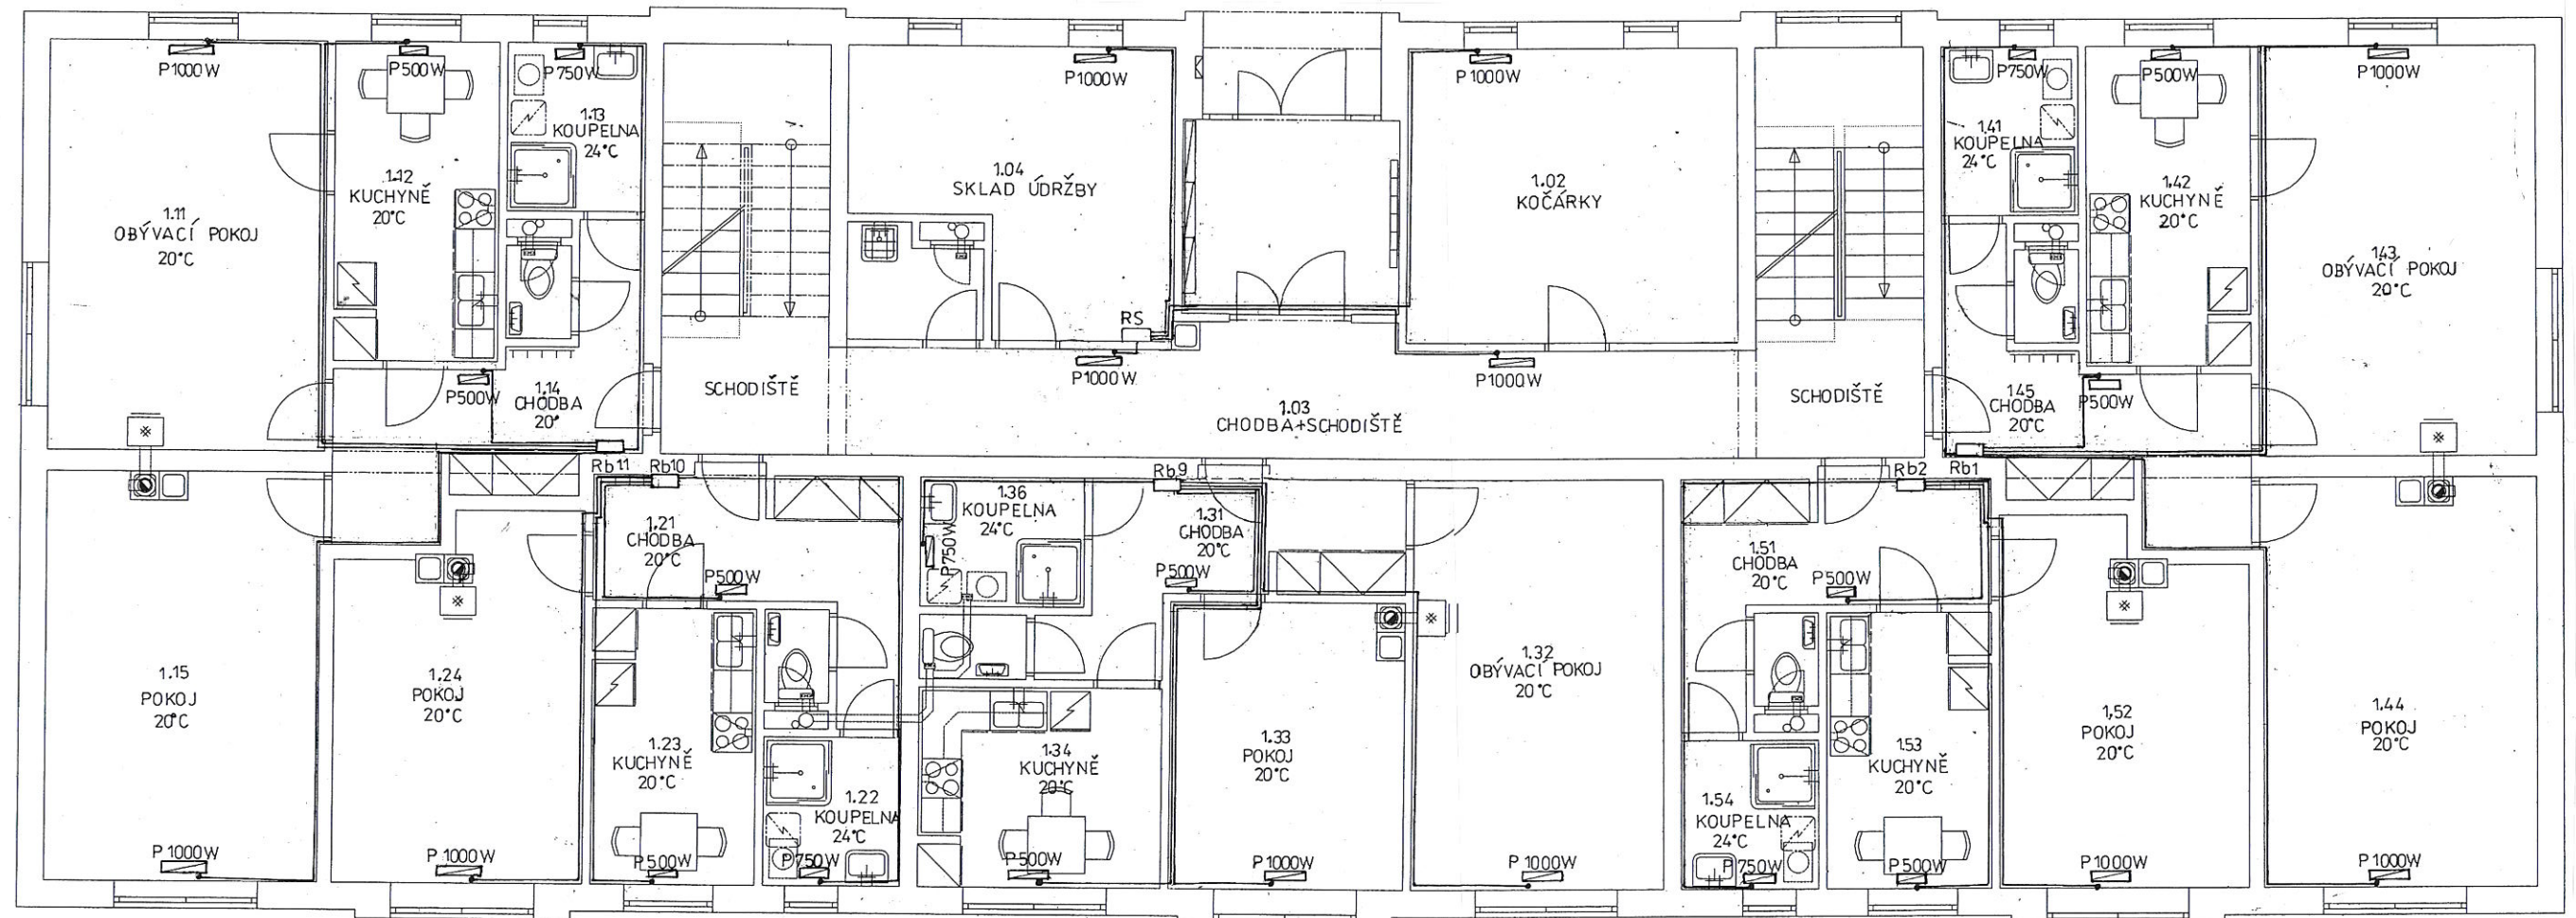 P1000W
P500W
P750W
P1000W
P1000W
P750W
P500W
P1000W
1.13
KOUPELNA
24°C
1.12
KUCHYNĚ
20°C
1.11
OBÝVACÍ POKOJ
20°C
1.04
SKLAD ÚDRŽBY
1.02
KOČÁRKY
1.41
KOUPELNA
24°C
1.42
KUCHYNĚ
20°C
1.43
OBÝVACÍ POKOJ
20°C
RS
P500W
1.14
CHODBA
20°
SCHODIŠTĚ
P1000W
P1000W
1.03
CHODBA+SCHODIŠTĚ
SCHODIŠTĚ
1.45
CHODBA
20°C
P500W
Rb11
Rb10
Rb9
Rb2
Rb1
1.21
CHODBA
20°C
P500W
1.36
KOUPELNA
24°C
P750W
1.31
CHODBA
20°C
P500W
1.51
CHODBA
20°C
P500W
1.15
POKOJ
20°C
1.24
POKOJ
20°C
1.23
KUCHYNĚ
20°C
1.22
KOUPELNA
24°C
1.34
KUCHYNĚ
20°C
1.33
POKOJ
20°C
1.32
OBÝVACÍ POKOJ
20°C
1.54
KOUPELNA
24°C
1.53
KUCHYNĚ
20°C
1,52
POKOJ
20°C
1.44
POKOJ
20°C
P 1000W
P 1000W
P 500W
P750W
P500W
P1000W
P 1000W
P 750W
P500W
P1000W
P 1000W